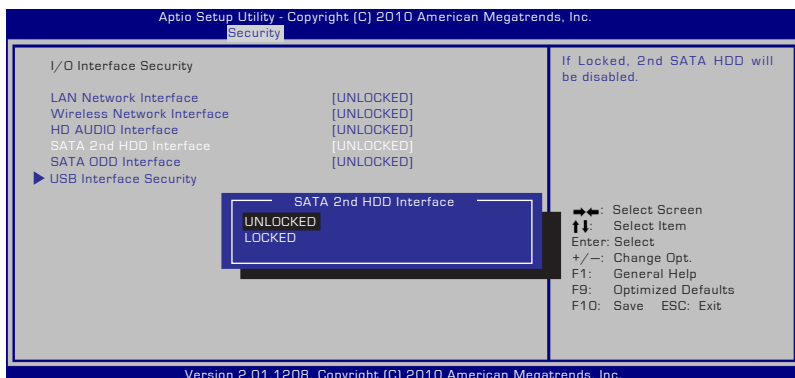 Aptio Setup Utility - Copyright (C) 2010 American Megatrends, Inc.
Security
I/O Interface Security
LAN Network Interface [UNLOCKED]
Wireless Network Interface [UNLOCKED]
HD AUDIO Interface [UNLOCKED]
SATA 2nd HDD Interface [UNLOCKED]
SATA ODD Interface [UNLOCKED]
USB Interface Security
SATA 2nd HDD Interface
UNLOCKED
LOCKED
If Locked, 2nd SATA HDD will
be disabled.
: Select Screen
: Select Item
Enter: Select
+/—: Change Opt.
F1: General Help
F9: Optimized Defaults
F10: Save ESC: Exit
Version 2.01.1208. Copyright (C) 2010 American Megatrends, Inc.